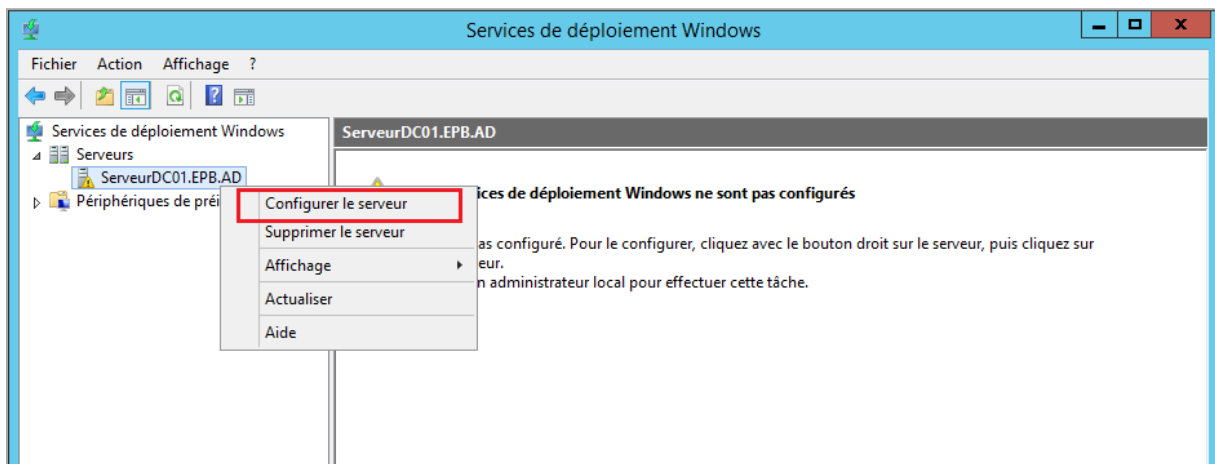 Services de déploiement Windows
Fichier Action Affichage ?
Services de déploiement Windows
Serveurs
ServeurDC01.EPB.AD
Périphériques de préi
Configurer le serveur
Supprimer le serveur
Affichage
Actualiser
Aide
ServeurDC01.EPB.AD
ices de déploiement Windows ne sont pas configurés
as configuré. Pour le configurer, cliquez avec le bouton droit sur le serveur, puis cliquez sur
eur.
n administrateur local pour effectuer cette tâche.